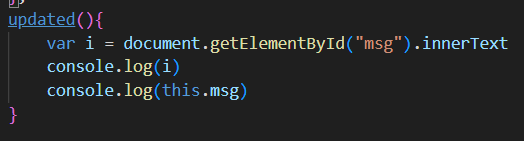 },
updated(){
    var i = document.getElementById("msg").innerText
    console.log(i)
    console.log(this.msg)
}